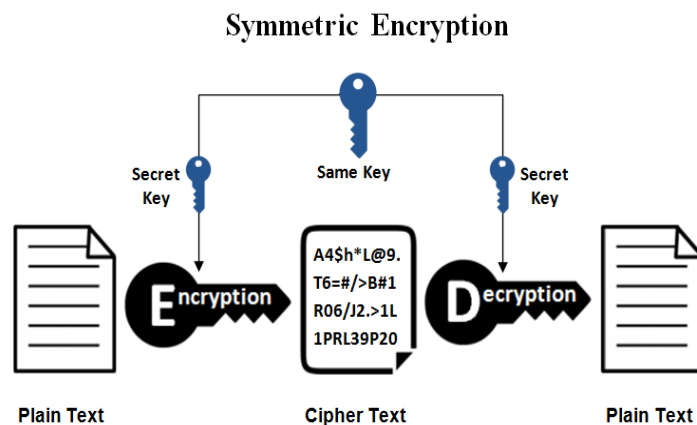 Symmetric Encryption
Secret
Key
Same Key
Secret
Key
Encryption
A4$h*L@9.
T6=#/>B#1
R06/J2.>1L
1PRL39P20
Decryption
Plain Text
Cipher Text
Plain Text